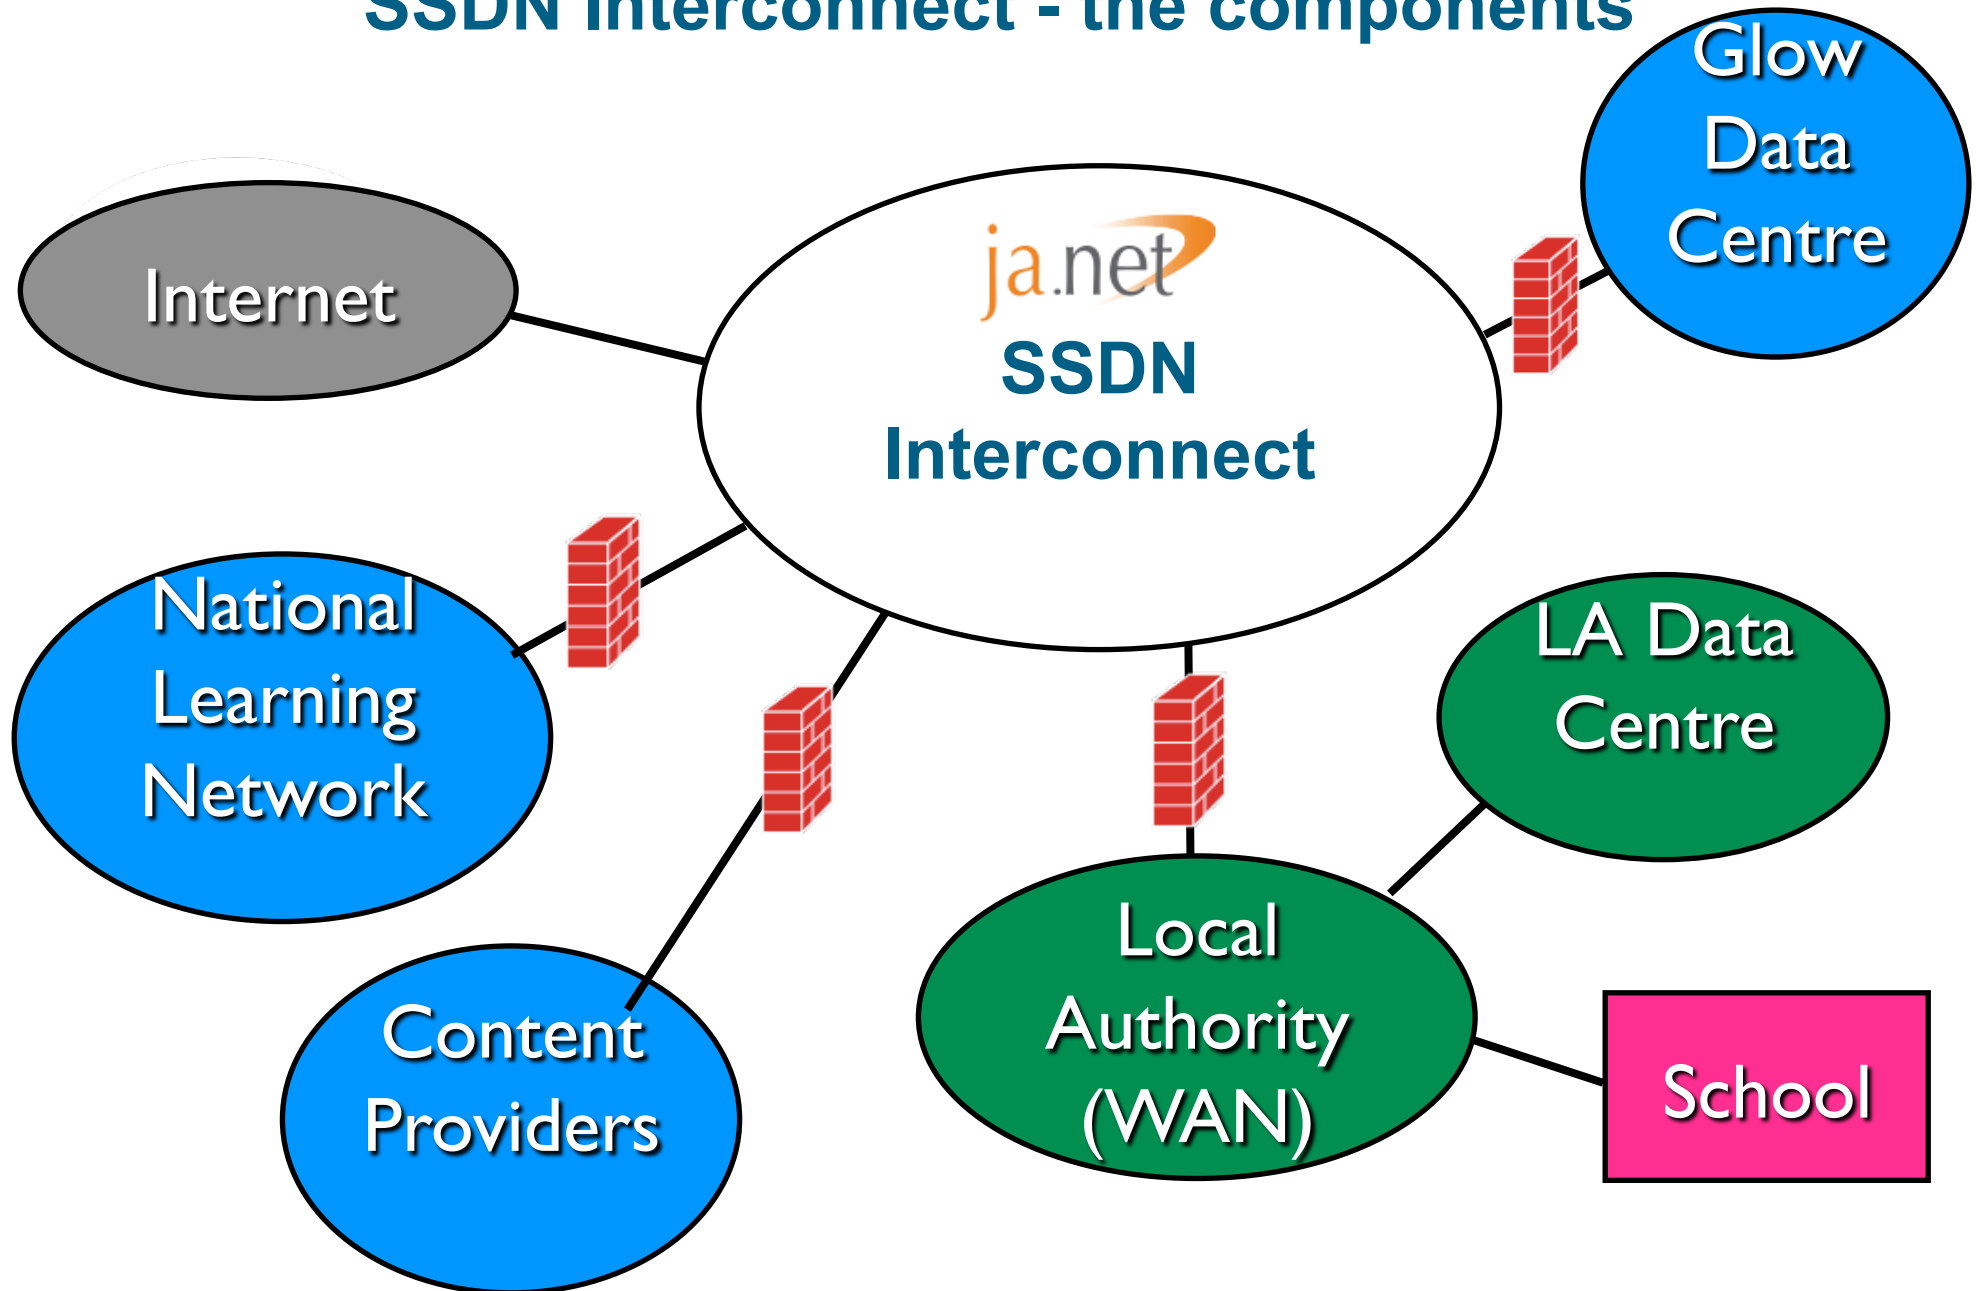 SSDN Interconnect - the components
Glow
Data
Centre
Internet
ja.net
SSDN
Interconnect
National
Learning
Network
LA Data
Centre
Content
Providers
Local
Authority
(WAN)
School